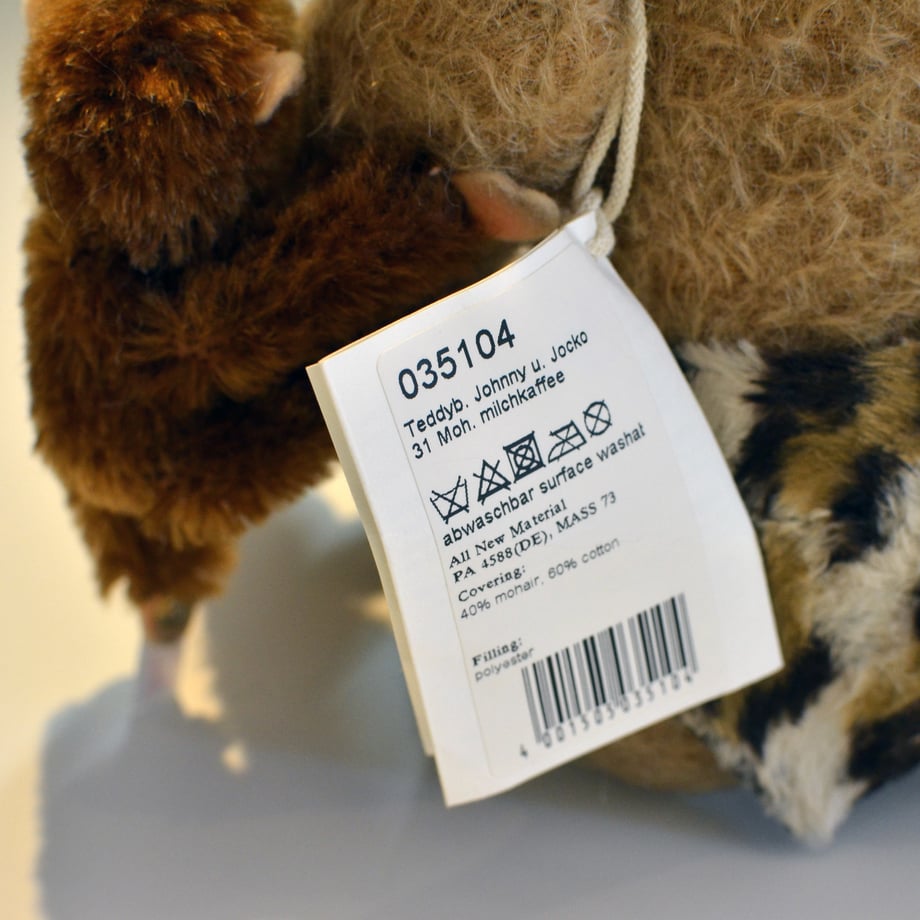 035104
Teddyb. Johnny u. Jocko
31 Moh. milchkaffee
abwaschbar surface washat
All New Material
PA 4588(DE), MASS 73
Covering:
40% mohair, 60% cotton
Filling:
polyester
4 001505 035104